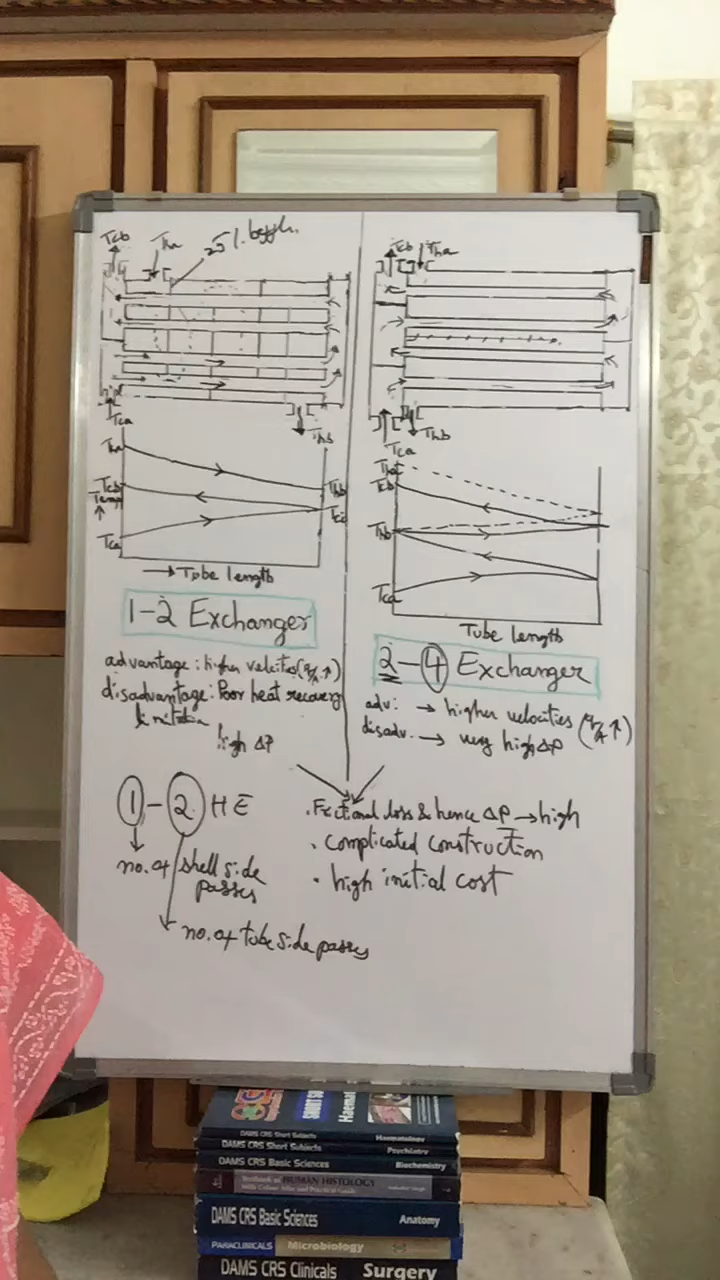 Tcb
Tha
25 % baffle
Tca
Thb
Tha
Tcb
Temp
Tca
Thb
Tci
→ Tube length
1-2 Exchanger
advantage: higher velocities (q/A ↑)
disadvantage: Poor heat recovery
limitation
high ΔP
1 - 2 HE
no. of shell side
passes
no. of tube side passes
Tcb
Tha
Tca
Thb
Tha
Tcb
Thb
Tca
Tube length
2-4 Exchanger
adv: → higher velocities (q/A ↑)
disadv. → very high ΔP
. Frictional loss & hence ΔP → high
. complicated construction
. high initial cost
DAMS CRS Short Subjects Haematology
DAMS CRS Short Subjects Psychiatry
DAMS CRS Basic Sciences Biochemistry
Textbook of HUMAN HISTOLOGY
DAMS CRS Basic Sciences Anatomy
PARACLINICALS Microbiology
DAMS CRS Clinicals Surgery